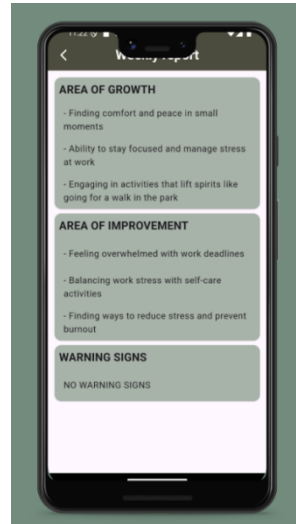 11:22
Weekly report
AREA OF GROWTH
- Finding comfort and peace in small
moments
- Ability to stay focused and manage stress
at work
- Engaging in activities that lift spirits like
going for a walk in the park
AREA OF IMPROVEMENT
- Feeling overwhelmed with work deadlines
- Balancing work stress with self-care
activities
- Finding ways to reduce stress and prevent
burnout
WARNING SIGNS
NO WARNING SIGNS